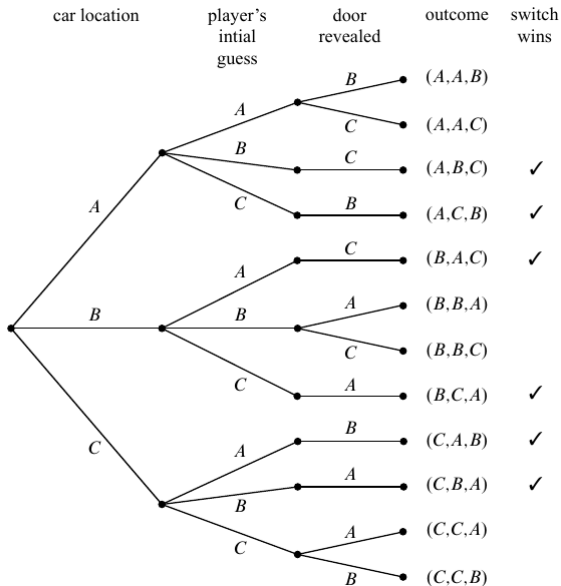 car location player's intial guess door revealed outcome switch wins
B (A,A,B)
A
C (A,A,C)
B C (A,B,C) ✓
A C B (A,C,B) ✓
A C (B,A,C) ✓
A (B,B,A)
B B
C (B,B,C)
C A (B,C,A) ✓
A B (C,A,B) ✓
C
A (C,B,A) ✓
B
A (C,C,A)
C
B (C,C,B)